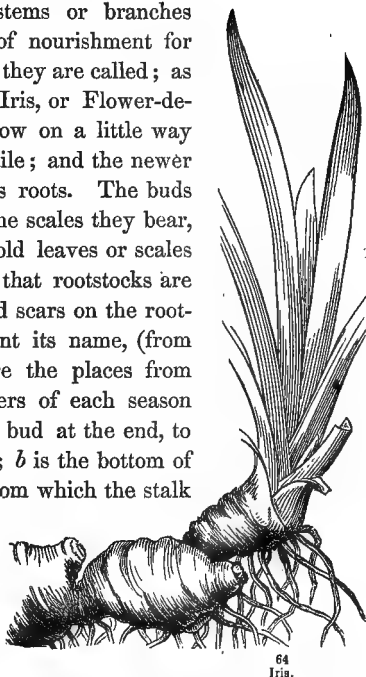 stems or branches
of nourishment for
they are called; as
Iris, or Flower-de-
ow on a little way
ile; and the newer
s roots. The buds
ne scales they bear,
old leaves or scales
that rootstocks are
d scars on the root-
nt its name, (from
re the places from
ers of each season
bud at the end, to
; b is the bottom of
om which the stalk
64
Iris.